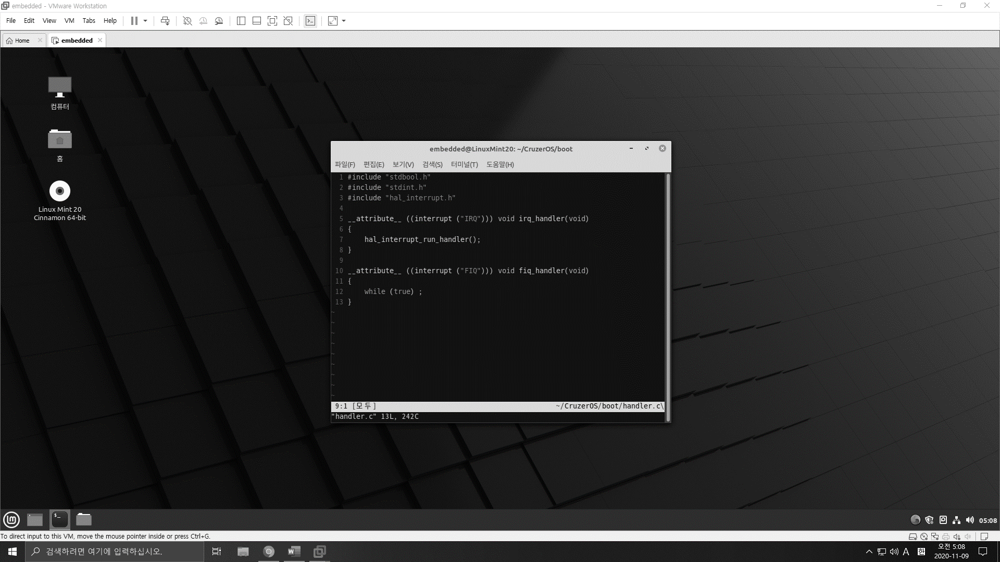 embedded - VMware Workstation
File Edit View VM Tabs Help
Home embedded
컴퓨터
홈
Linux Mint 20
Cinnamon 64-bit
embedded@LinuxMint20: ~/CruzerOS/boot
파일(F) 편집(E) 보기(V) 검색(S) 터미널(T) 도움말(H)
1 #include "stdbool.h"
2 #include "stdint.h"
3 #include "hal_interrupt.h"
4
5 __attribute__ ((interrupt ("IRQ"))) void irq_handler(void)
6 {
7     hal_interrupt_run_handler();
8 }
9
10 __attribute__ ((interrupt ("FIQ"))) void fiq_handler(void)
11 {
12     while (true) ;
13 }
~
~
~
~
~
~
~
~
~
9:1 [모두] ~/CruzerOS/boot/handler.c\
"handler.c" 13L, 242C
05:08
To direct input to this VM, move the mouse pointer inside or press Ctrl+G.
검색하려면 여기에 입력하십시오.
A 한 오전 5:08
2020-11-09